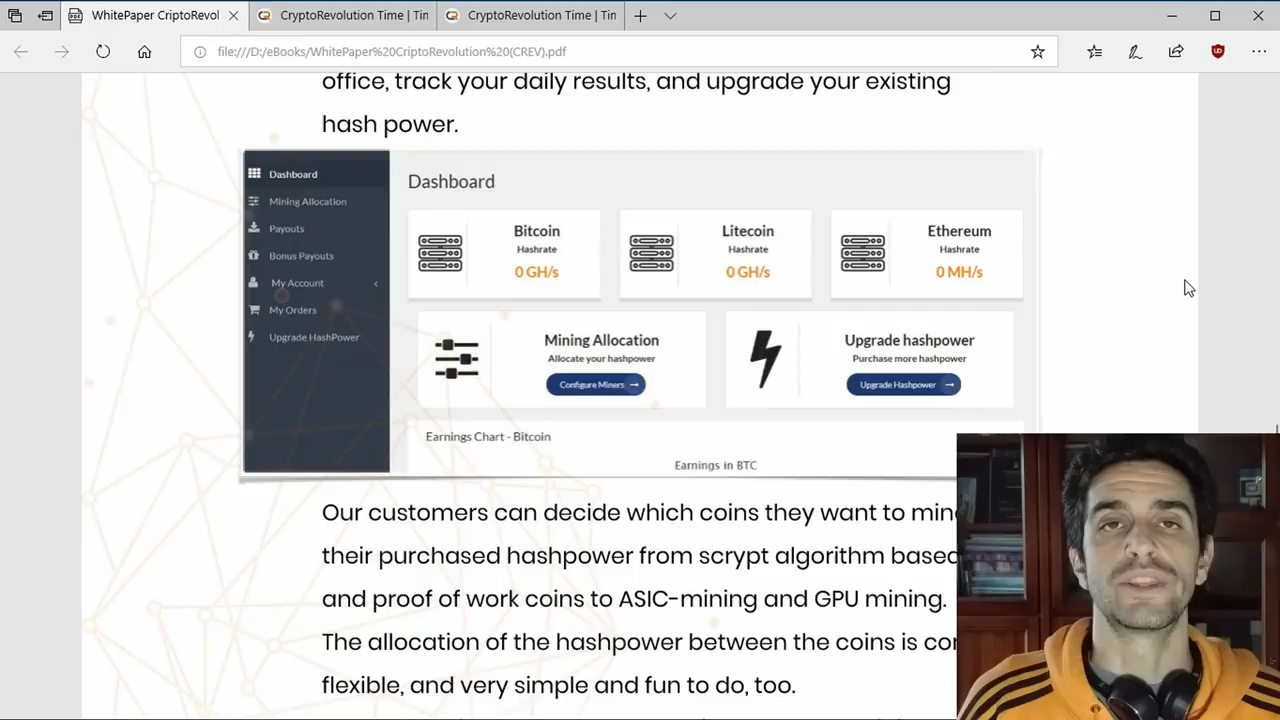 WhitePaper CriptoRevol
CryptoRevolution Time | Tin
CryptoRevolution Time | Tin
file:///D:/eBooks/WhitePaper%20CriptoRevolution%20(CREV).pdf
office, track your daily results, and upgrade your existing
hash power.
Dashboard
Mining Allocation
Payouts
Bonus Payouts
My Account
My Orders
Upgrade HashPower
Dashboard
Bitcoin
Hashrate
0 GH/s
Litecoin
Hashrate
0 GH/s
Ethereum
Hashrate
0 MH/s
Mining Allocation
Allocate your hashpower
Configure Miners
Upgrade hashpower
Purchase more hashpower
Upgrade Hashpower
Earnings Chart - Bitcoin
Earnings in BTC
Our customers can decide which coins they want to min
their purchased hashpower from scrypt algorithm based
and proof of work coins to ASIC-mining and GPU mining.
The allocation of the hashpower between the coins is co
flexible, and very simple and fun to do, too.